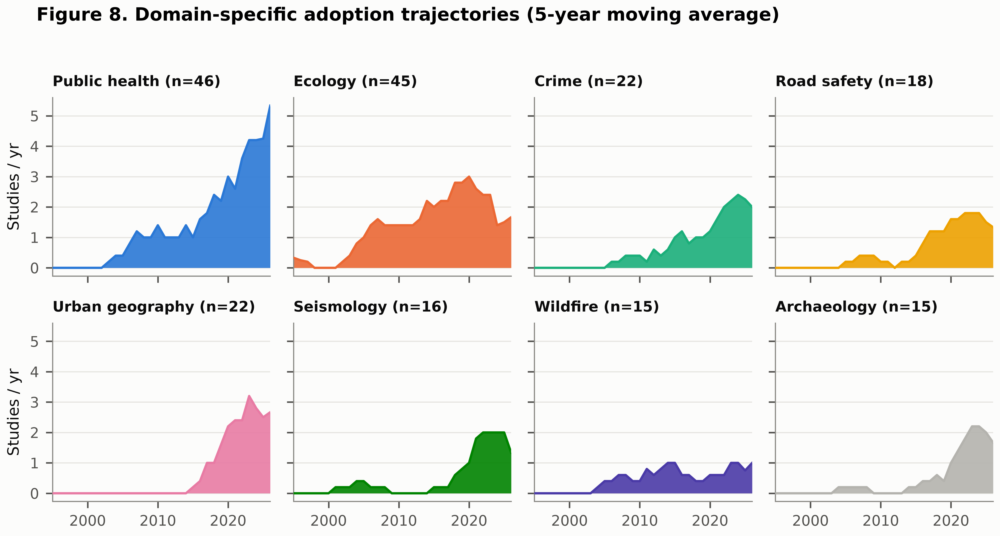 Figure 8. Domain-specific adoption trajectories (5-year moving average)
Public health (n=46)
Ecology (n=45)
Crime (n=22)
Road safety (n=18)
Studies / yr
5
4
3
2
1
0
Urban geography (n=22)
Seismology (n=16)
Wildfire (n=15)
Archaeology (n=15)
Studies / yr
5
4
3
2
1
0
2000 2010 2020
2000 2010 2020
2000 2010 2020
2000 2010 2020